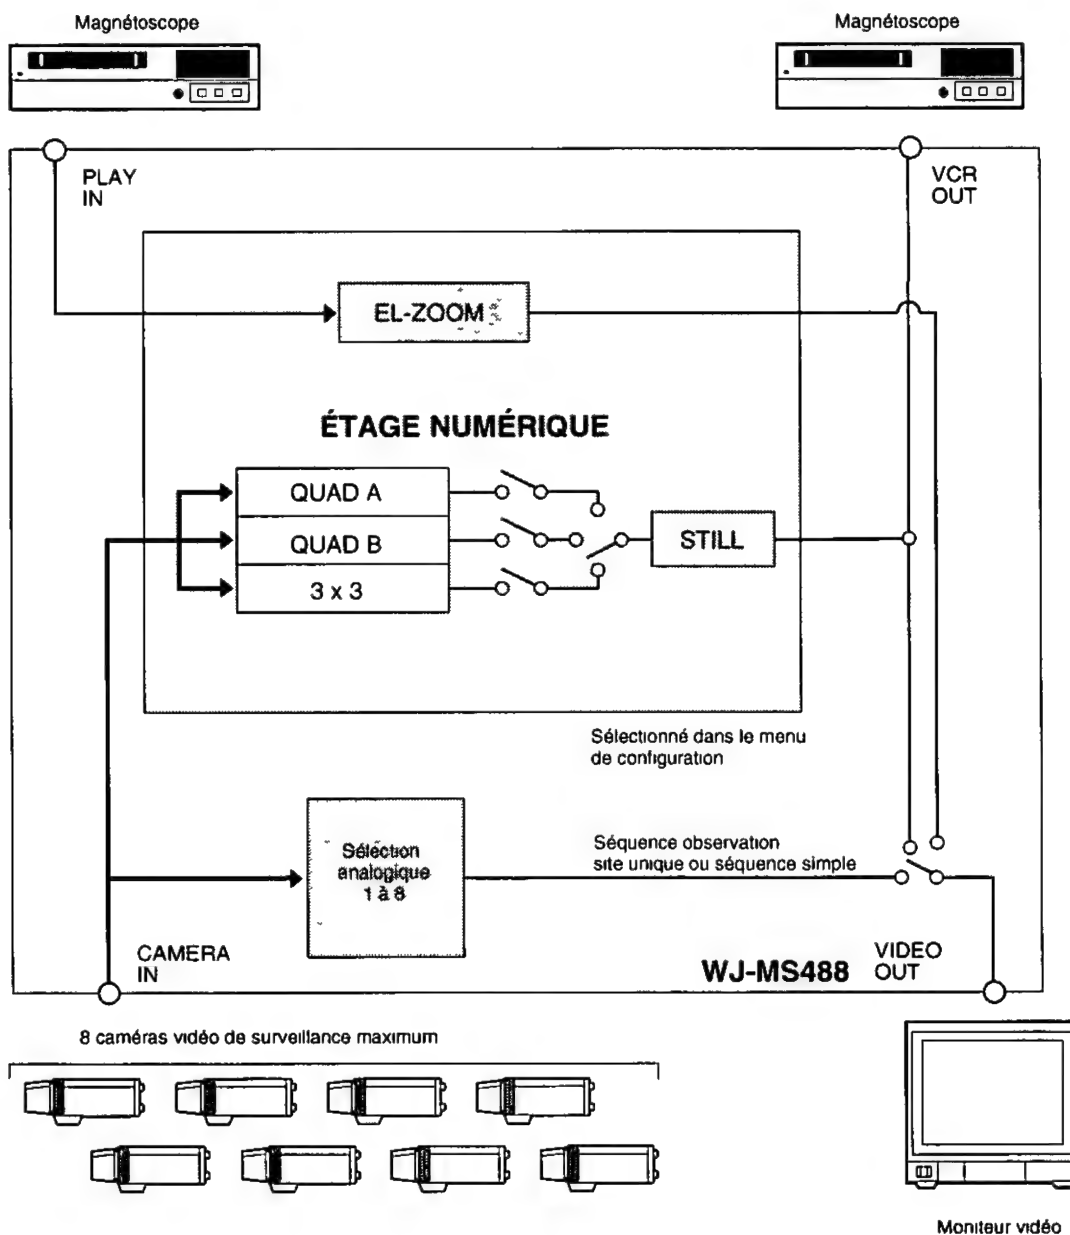 Magnétoscope
Magnétoscope
PLAY
IN
VCR
OUT
EL-ZOOM
ÉTAGE NUMÉRIQUE
QUAD A
QUAD B
3 x 3
STILL
Sélectionné dans le menu
de configuration
Sélection
analogique
1 à 8
Séquence observation
site unique ou séquence simple
CAMERA
IN
WJ-MS488
VIDEO
OUT
8 caméras vidéo de surveillance maximum
Moniteur vidéo